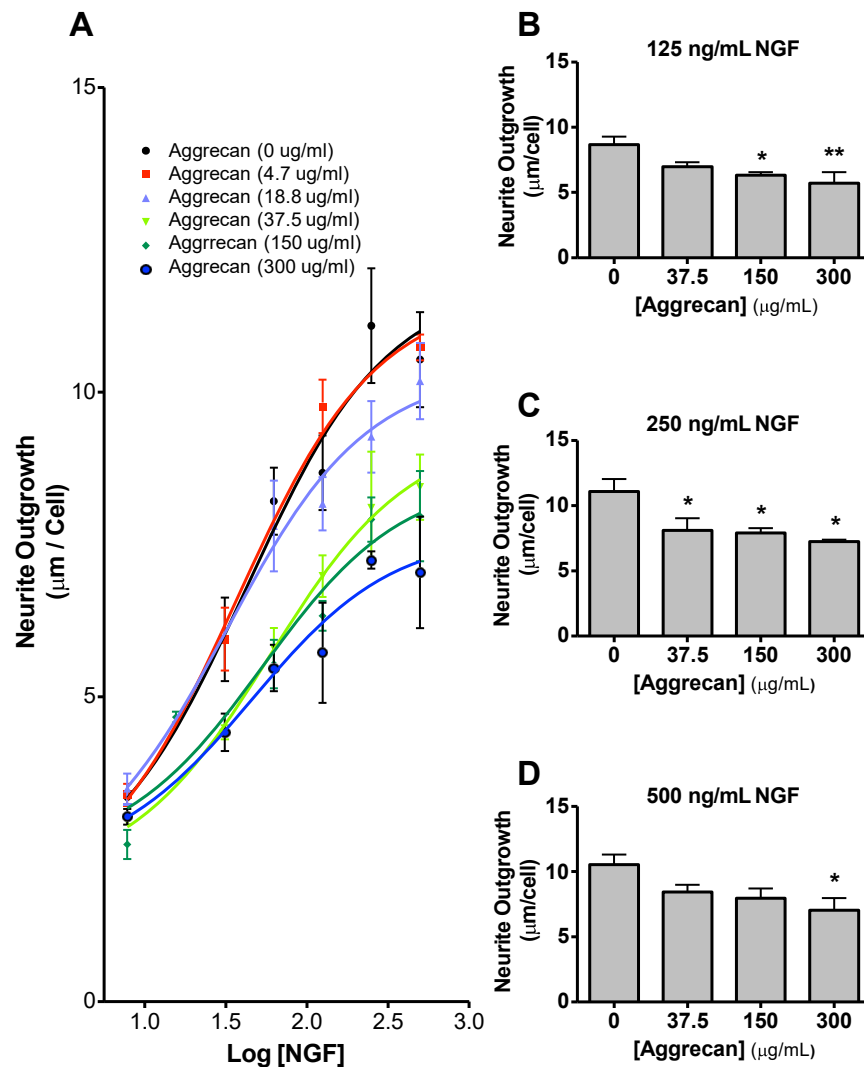 A
15
10
5
0
Neurite Outgrowth
(μm / Cell)
Aggrecan (0 ug/ml)
Aggrecan (4.7 ug/ml)
Aggrecan (18.8 ug/ml)
Aggrecan (37.5 ug/ml)
Aggrrecan (150 ug/ml)
Aggrecan (300 ug/ml)
1.0 1.5 2.0 2.5 3.0
Log [NGF]
B
125 ng/mL NGF
Neurite Outgrowth
(μm/cell)
15
10
5
0
* **
0 37.5 150 300
[Aggrecan] (μg/mL)
C
250 ng/mL NGF
Neurite Outgrowth
(μm/cell)
15
10
5
0
* * *
0 37.5 150 300
[Aggrecan] (μg/mL)
D
500 ng/mL NGF
Neurite Outgrowth
(μm/cell)
15
10
5
0
*
0 37.5 150 300
[Aggrecan] (μg/mL)